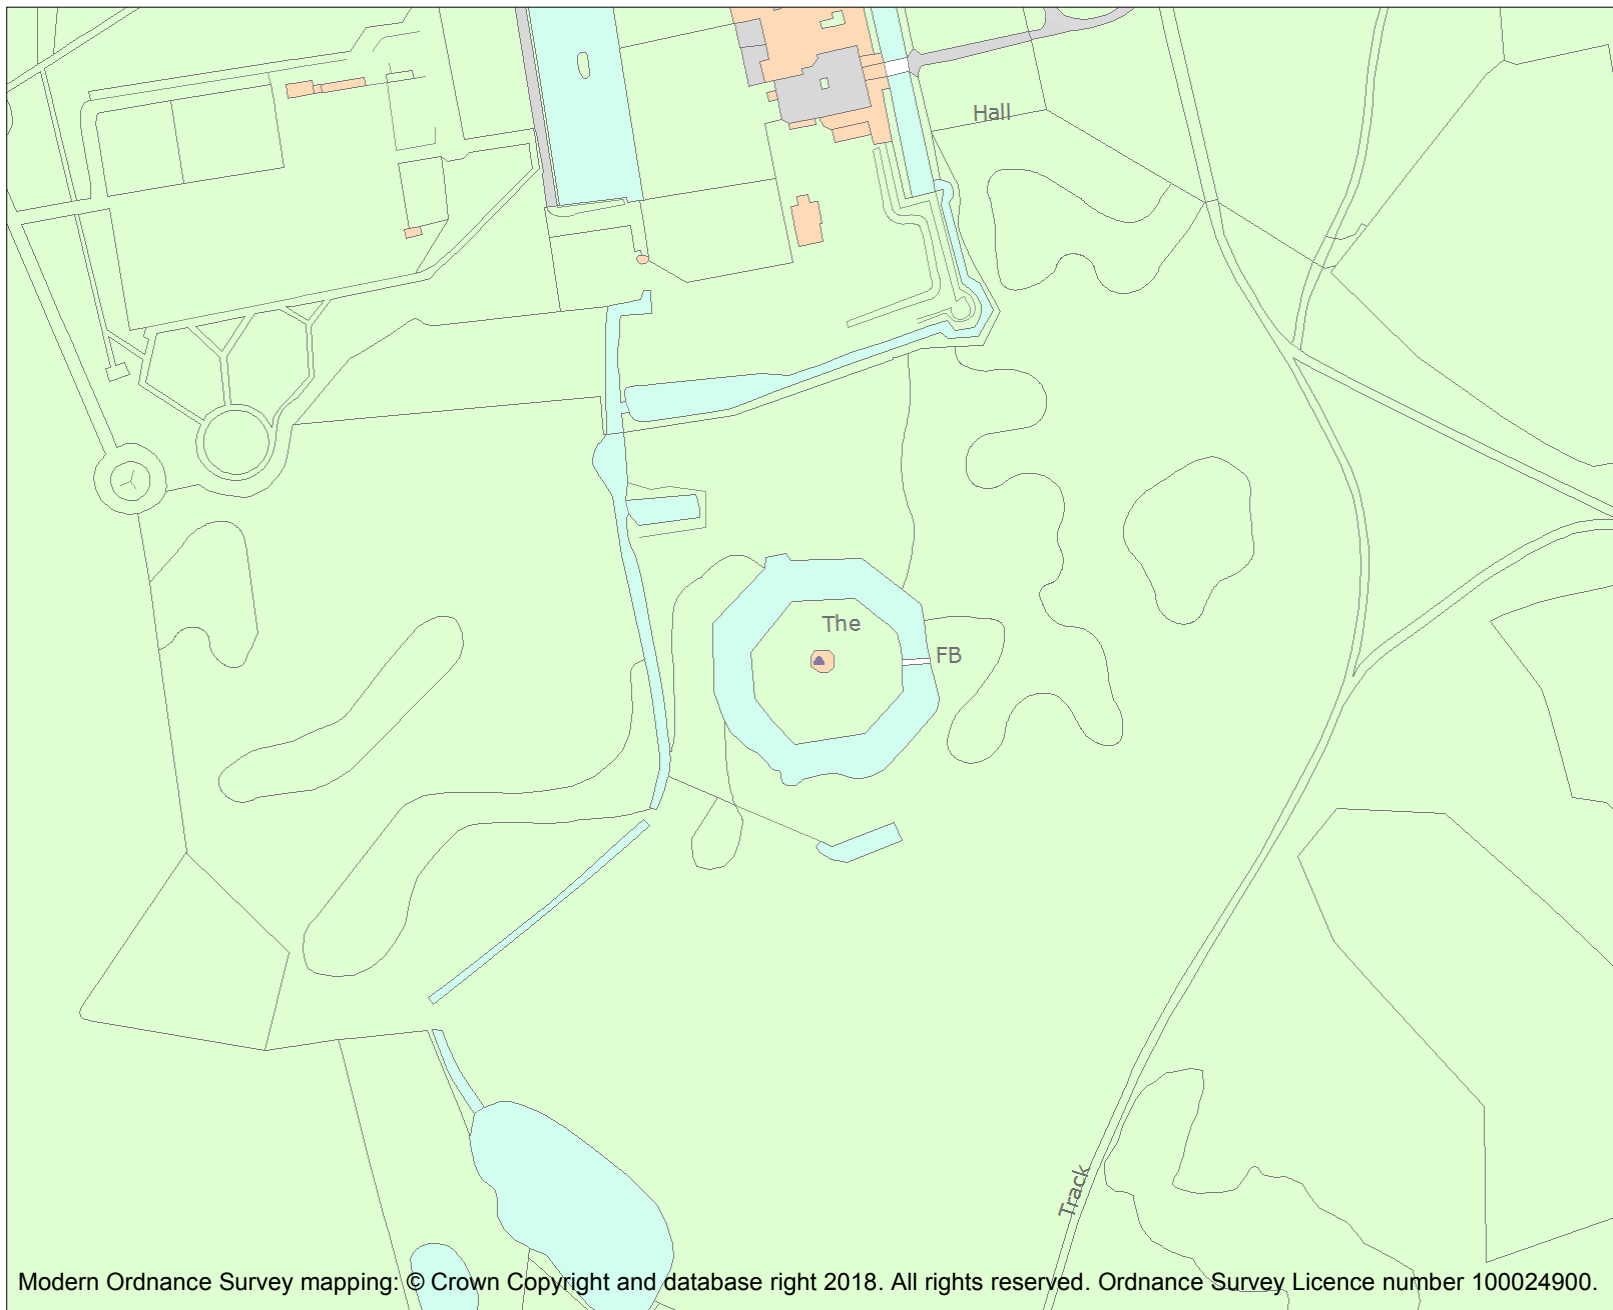 Hall
The
FB
Track
Modern Ordnance Survey mapping: © Crown Copyright and database right 2018. All rights reserved. Ordnance Survey Licence number 100024900.